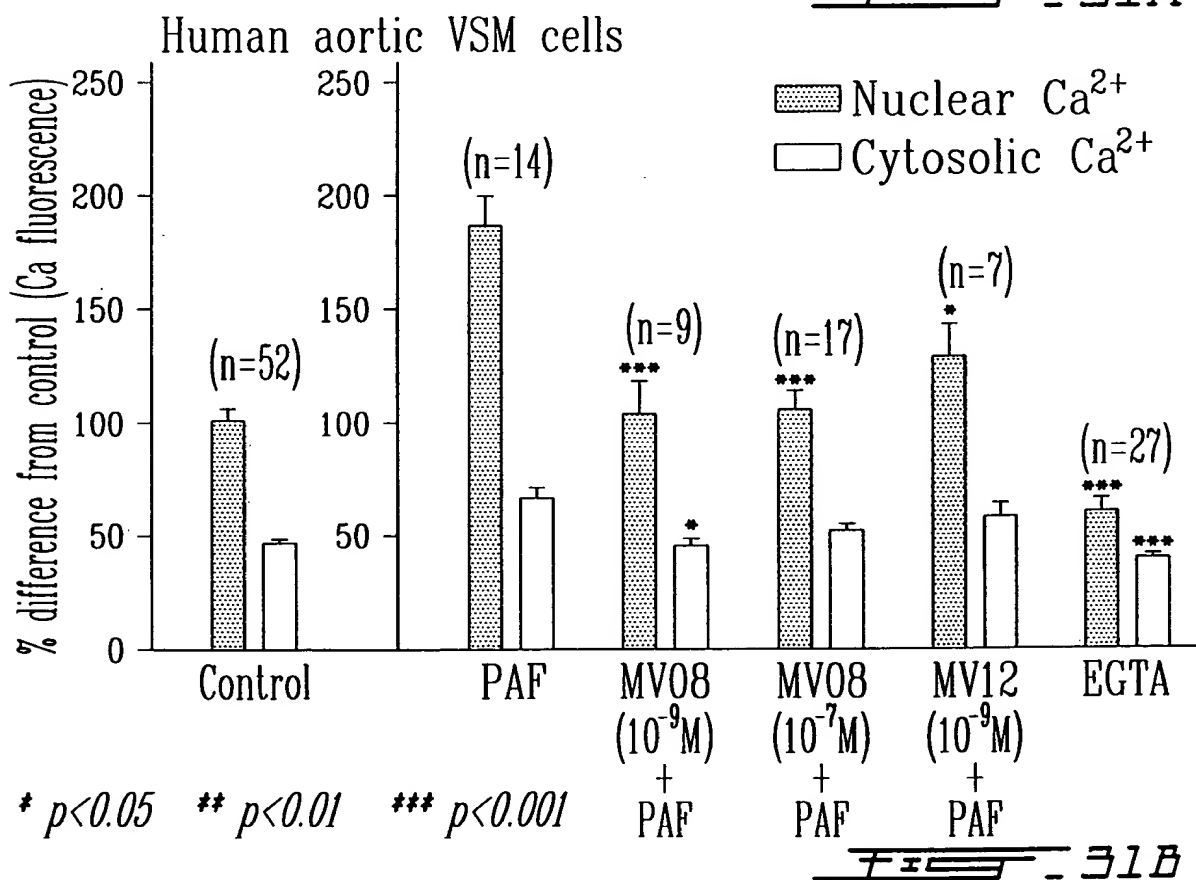 Human aortic VSM cells
% difference from control (Ca fluorescence)
250
200
150
100
50
0
250
200
150
100
50
Nuclear Ca²⁺
Cytosolic Ca²⁺
(n=52)
(n=14)
(n=9)
***
*
(n=17)
***
(n=7)
*
(n=27)
***
***
Control
PAF
MV08
(10⁻⁹M)
+
PAF
MV08
(10⁻⁷M)
+
PAF
MV12
(10⁻⁹M)
+
PAF
EGTA
* p<0.05 ** p<0.01 *** p<0.001
Fig - 31B